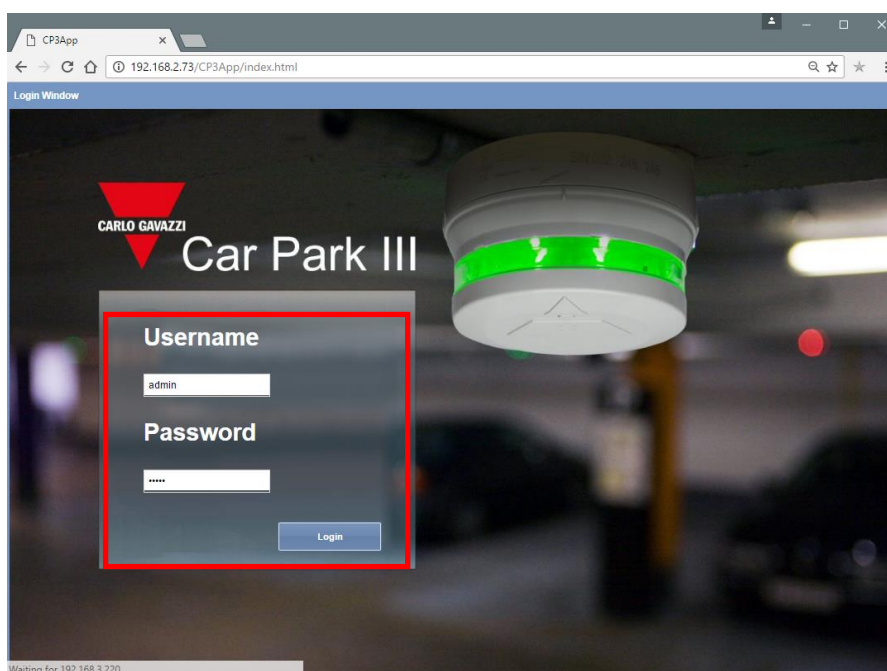 CP3App
192.168.2.73/CP3App/index.html
Login Window
CARLO GAVAZZI
Car Park III
Username
admin
Password
•••••
Login
Waiting for 192.168.3.220